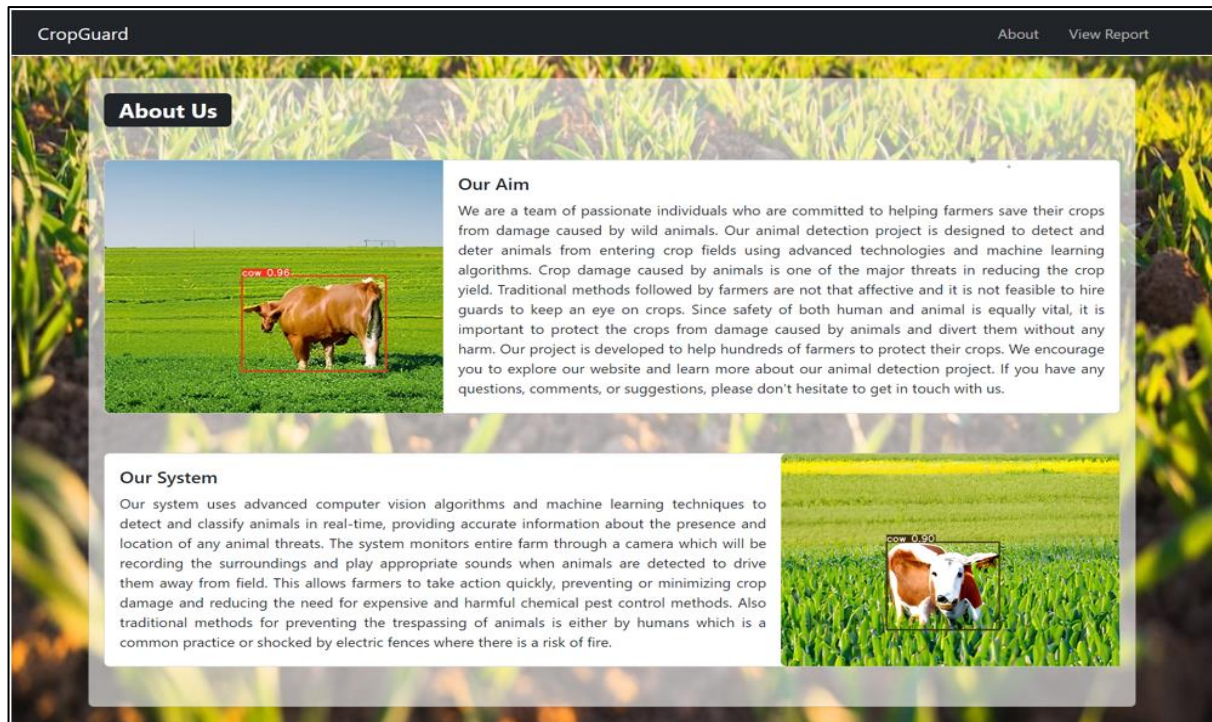 CropGuard
About View Report
About Us
cow 0.96
Our Aim
We are a team of passionate individuals who are committed to helping farmers save their crops
from damage caused by wild animals. Our animal detection project is designed to detect and
deter animals from entering crop fields using advanced technologies and machine learning
algorithms. Crop damage caused by animals is one of the major threats in reducing the crop
yield. Traditional methods followed by farmers are not that affective and it is not feasible to hire
guards to keep an eye on crops. Since safety of both human and animal is equally vital, it is
important to protect the crops from damage caused by animals and divert them without any
harm. Our project is developed to help hundreds of farmers to protect their crops. We encourage
you to explore our website and learn more about our animal detection project. If you have any
questions, comments, or suggestions, please don't hesitate to get in touch with us.
Our System
Our system uses advanced computer vision algorithms and machine learning techniques to
detect and classify animals in real-time, providing accurate information about the presence and
location of any animal threats. The system monitors entire farm through a camera which will be
recording the surroundings and play appropriate sounds when animals are detected to drive
them away from field. This allows farmers to take action quickly, preventing or minimizing crop
damage and reducing the need for expensive and harmful chemical pest control methods. Also
traditional methods for preventing the trespassing of animals is either by humans which is a
common practice or shocked by electric fences where there is a risk of fire.
cow 0.90